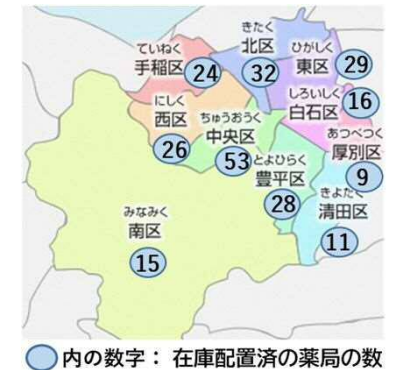 きたく
北区
32
ていねく
手稲区
24
ひがしく
東区
29
しろいしく
白石区
16
にしく
西区
26
ちゅうおうく
中央区
53
あつべつく
厚別区
9
とよひらく
豊平区
28
きよたく
清田区
11
みなみく
南区
15
内の数字： 在庫配置済の薬局の数